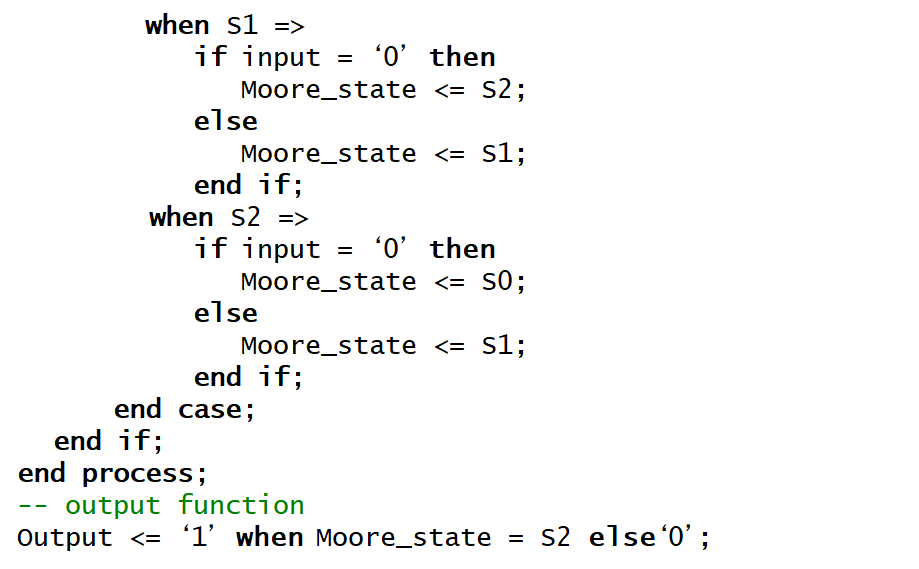 when S1 =>
if input = ‘0’ then
Moore_state <= S2;
else
Moore_state <= S1;
end if;
when S2 =>
if input = ‘0’ then
Moore_state <= S0;
else
Moore_state <= S1;
end if;
end case;
end if;
end process;
-- output function
Output <= ‘1’ when Moore_state = S2 else‘0’;